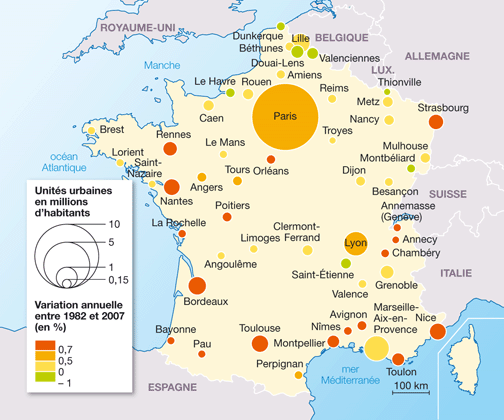 ROYAUME-UNI
Dunkerque
Lille
BELGIQUE
Béthunes
Valenciennes
ALLEMAGNE
Douai-Lens
Manche
Amiens
LUX.
Le Havre
Rouen
Reims
Thionville
Metz
Caen
Paris
Strasbourg
Nancy
Brest
Rennes
Troyes
Le Mans
Mulhouse
océan
Atlantique
Lorient
Orléans
Montbéliard
Saint-
Nazaire
Angers
Tours
Dijon
Besançon
SUISSE
Nantes
Poitiers
Annemasse
(Genève)
La Rochelle
Clermont-
Ferrand
Lyon
Annecy
Limoges
Chambéry
Angoulême
Saint-Étienne
ITALIE
Grenoble
Valence
Bordeaux
Marseille-
Aix-en-
Provence
Avignon
Nice
Bayonne
Toulouse
Nîmes
Montpellier
Pau
Toulon
Perpignan
mer
Méditerranée
100 km
ESPAGNE
Unités urbaines
en millions
d'habitants
10
5
1
0,15
Variation annuelle
entre 1982 et 2007
(en %)
0,7
0,5
0
– 1